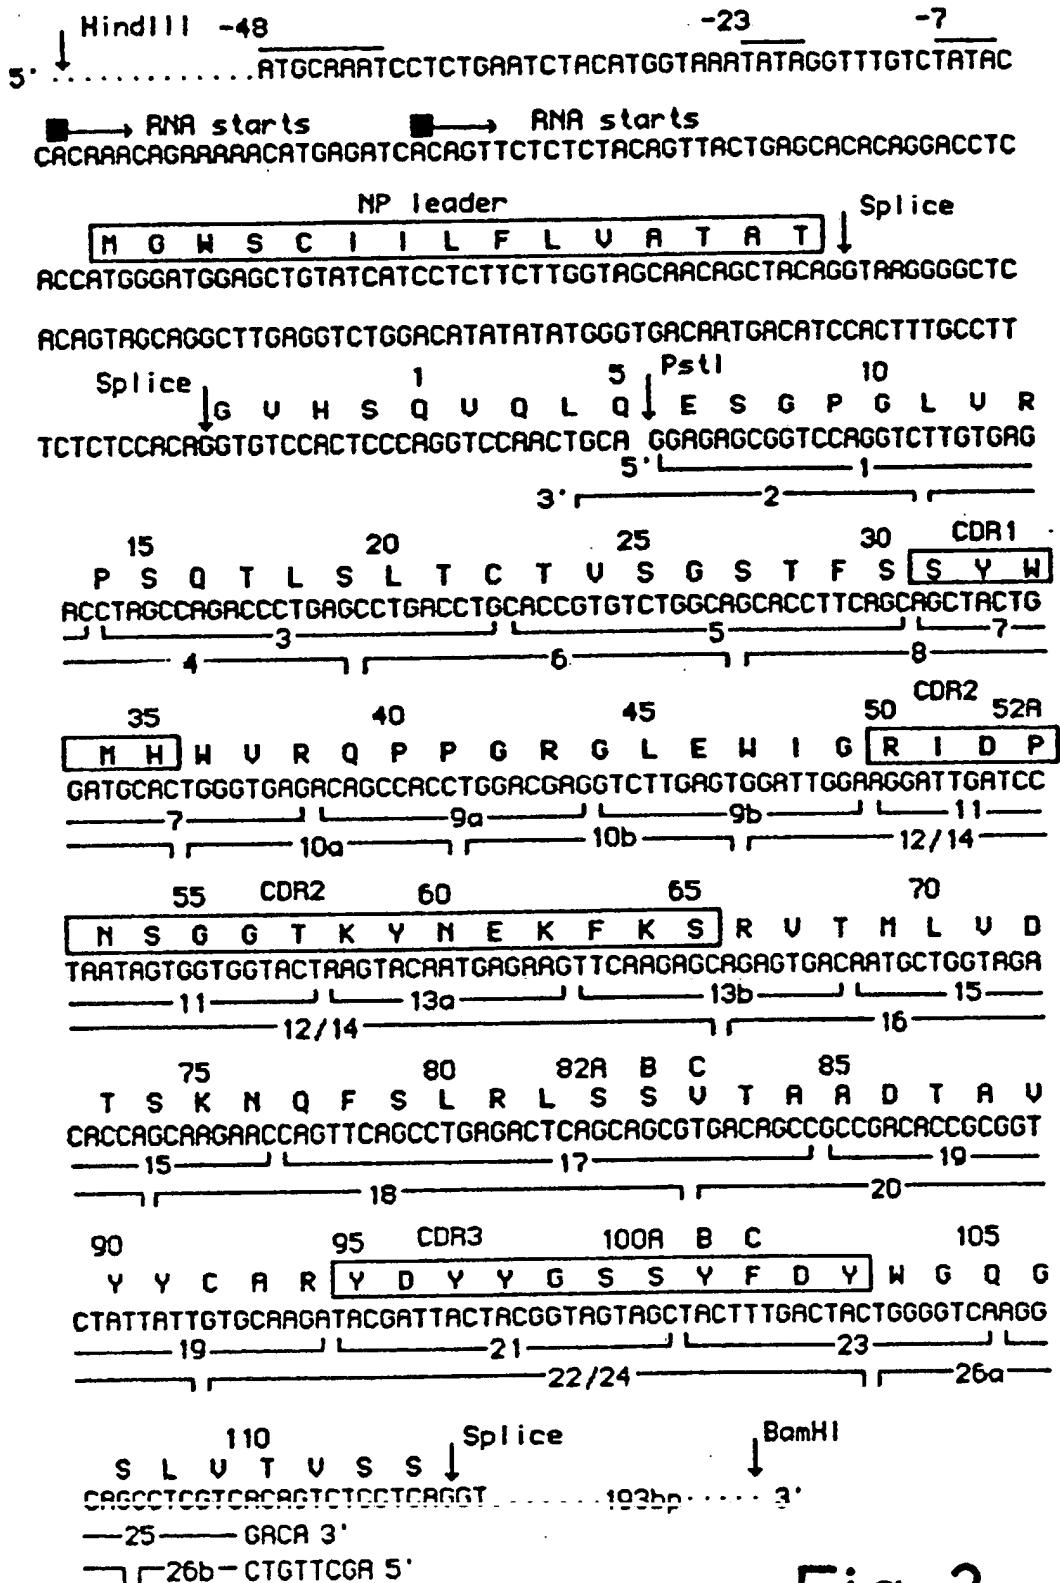 HindIII -48 -23 -7
5' ............ATGCAAATCCTCTGAATCTACATGGTAAATATAGGTTTGTCTATAC
RNA starts RNA starts
CACAAACAGAAAAACATGAGATCACAGTTCTCTCTACAGTTACTGAGCACACAGGACCTC
NP leader Splice
M G W S C I I L F L V A T A T
ACCATGGGATGGAGCTGTATCATCCTCTTCTTGGTAGCAACAGCTACAGGTAAGGGGCTC
ACAGTAGCAGGCTTGAGGTCTGGACATATATATGGGTGACAATGACATCCACTTTGCCTT
Splice 1 5 PstI 10
G V H S Q V Q L Q E S G P G L V R
TCTCTCCACAGGTGTCCACTCCCAGGTCCAACTGCA GGAGAGCGGTCCAGGTCTTGTGAG
5' 1
3' 2
15 20 25 30 CDR1
P S Q T L S L T C T V S G S T F S S Y W
ACCTAGCCAGACCCTGAGCCTGACCTGCACCGTGTCTGGCAGCACCTTCAGCAGCTACTG
3 5 7
4 6 8
35 40 45 50 CDR2 52A
M H W V R Q P P G R G L E W I G R I D P
GATGCACTGGGTGAGACAGCCACCTGGACGAGGTCTTGAGTGGATTGGAAGGATTGATCC
7 9a 9b 11
10a 10b 12/14
55 CDR2 60 65 70
N S G G T K Y N E K F K S R V T M L V D
TAATAGTGGTGGTACTAAGTACAATGAGAAGTTCAAGAGCAGAGTGACAATGCTGGTAGA
11 13a 13b 15
12/14 16
75 80 82A B C 85
T S K N Q F S L R L S S V T A A D T A V
CACCAGCAAGAACCAGTTCAGCCTGAGACTCAGCAGCGTGACAGCCGCCGACACCGCGGT
15 17 19
18 20
90 95 CDR3 100A B C 105
Y Y C A R Y D Y Y G S S Y F D Y W G Q G
CTATTATTGTGCAAGATACGATTACTACGGTAGTAGCTACTTTGACTACTGGGGTCAAGG
19 21 23
22/24 26a
110 Splice BamHI
S L V T V S S
CAGCCTCGTCACAGTCTCCTCAGGT ....... 193bp ..... 3'
25 GACA 3'
26b CTGTTCGA 5'
Fig. 3